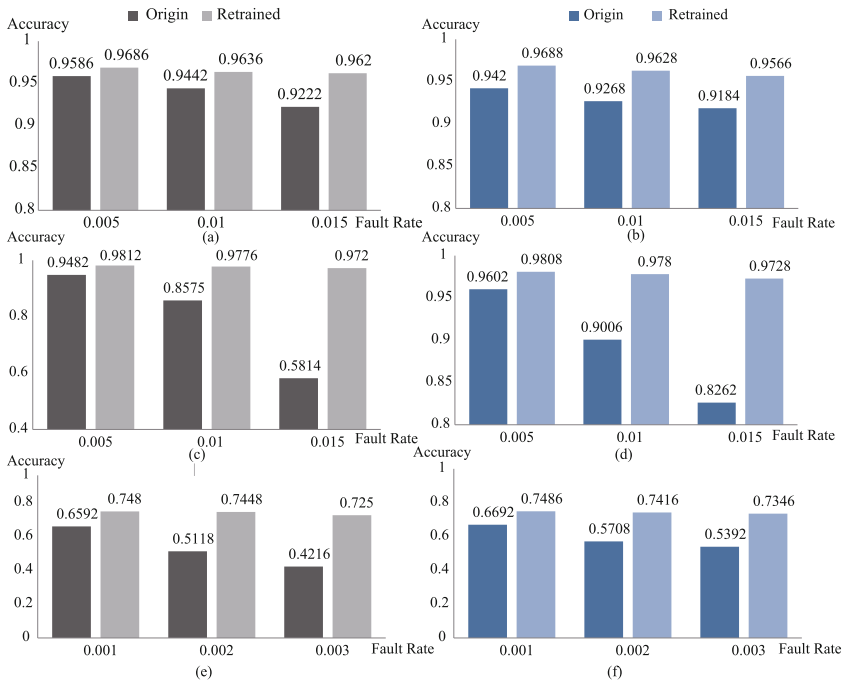 Origin Retrained
Accuracy
1
0.95
0.9
0.85
0.8
0.9586 0.9686 0.9442 0.9636 0.9222 0.962
0.005 0.01 0.015 Fault Rate
(a)
Origin Retrained
Accuracy
1
0.95
0.9
0.85
0.8
0.942 0.9688 0.9268 0.9628 0.9184 0.9566
0.005 0.01 0.015 Fault Rate
(b)
Accuracy
1
0.8
0.6
0.4
0.9482 0.9812 0.8575 0.9776 0.5814 0.972
0.005 0.01 0.015 Fault Rate
(c)
Accuracy
1
0.95
0.9
0.85
0.8
0.9602 0.9808 0.9006 0.978 0.8262 0.9728
0.005 0.01 0.015 Fault Rate
(d)
Accuracy
1
0.8
0.6
0.4
0.2
0
0.6592 0.748 0.5118 0.7448 0.4216 0.725
0.001 0.002 0.003 Fault Rate
(e)
Accuracy
1
0.8
0.6
0.4
0.2
0
0.6692 0.7486 0.5708 0.7416 0.5392 0.7346
0.001 0.002 0.003 Fault Rate
(f)